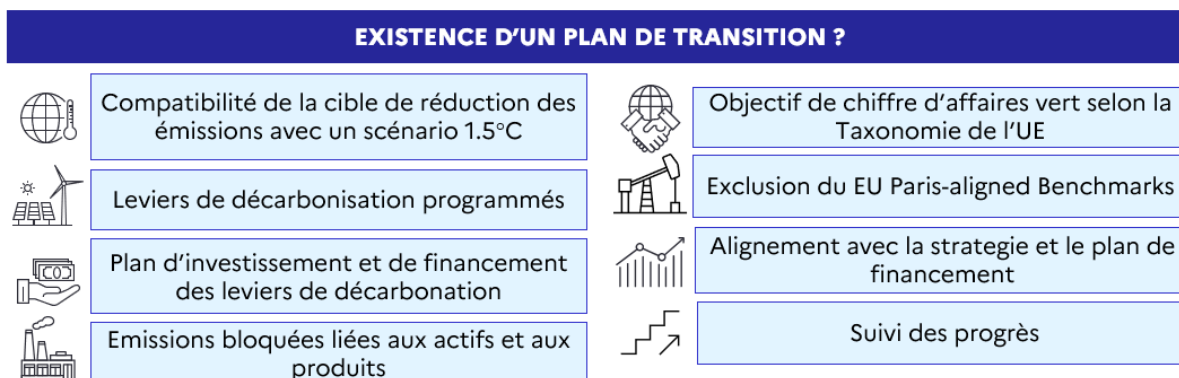 EXISTENCE D'UN PLAN DE TRANSITION ?
Compatibilité de la cible de réduction des
émissions avec un scénario 1.5°C
Leviers de décarbonisation programmés
Plan d'investissement et de financement
des leviers de décarbonation
Emissions bloquées liées aux actifs et aux
produits
Objectif de chiffre d'affaires vert selon la
Taxonomie de l'UE
Exclusion du EU Paris-aligned Benchmarks
Alignement avec la strategie et le plan de
financement
Suivi des progrès